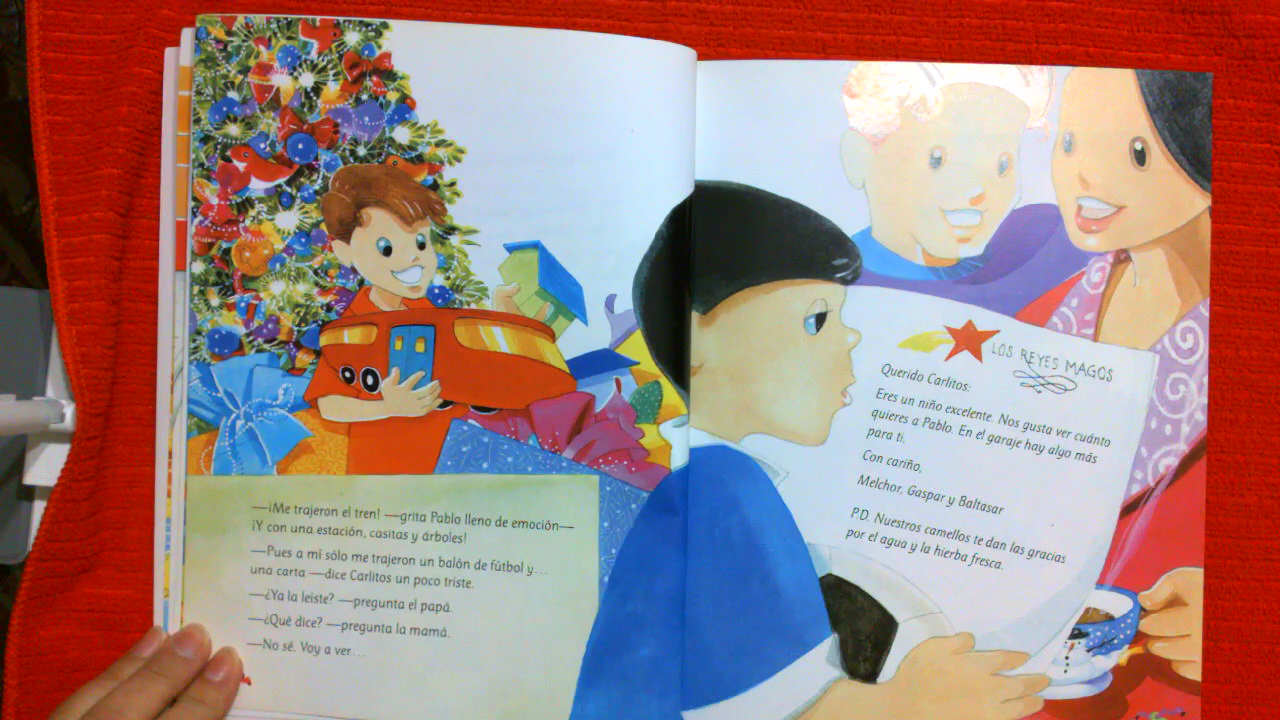 —¡Me trajeron el tren! —grita Pablo lleno de emoción—
¡Y con una estación, casitas y árboles!
—Pues a mí sólo me trajeron un balón de fútbol y...
una carta —dice Carlitos un poco triste.
—¿Ya la leíste? —pregunta el papá.
—¿Qué dice? —pregunta la mamá.
—No sé. Voy a ver...
LOS REYES MAGOS
Querido Carlitos:
Eres un niño excelente. Nos gusta ver cuánto
quieres a Pablo. En el garaje hay algo más
para ti.
Con cariño,
Melchor, Gaspar y Baltasar
P.D. Nuestros camellos te dan las gracias
por el agua y la hierba fresca.